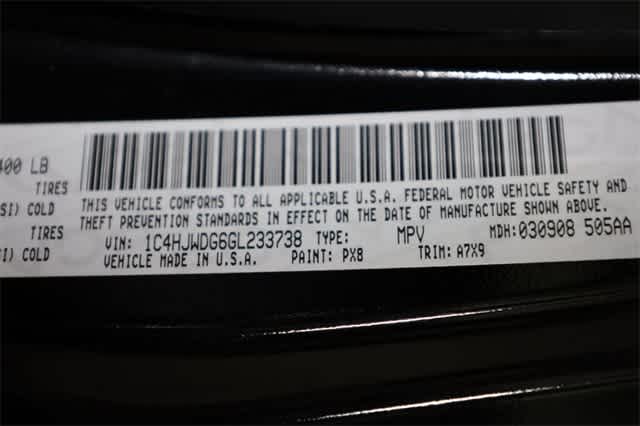 400 LB
TIRES
SI) COLD
TIRES
SI) COLD
THIS VEHICLE CONFORMS TO ALL APPLICABLE U.S.A. FEDERAL MOTOR VEHICLE SAFETY AND
THEFT PREVENTION STANDARDS IN EFFECT ON THE DATE OF MANUFACTURE SHOWN ABOVE.
VIN: 1C4HJWDG6GL233738 TYPE: MPV MDH:030908 505AA
VEHICLE MADE IN U.S.A. PAINT: PX8 TRIM: A7X9